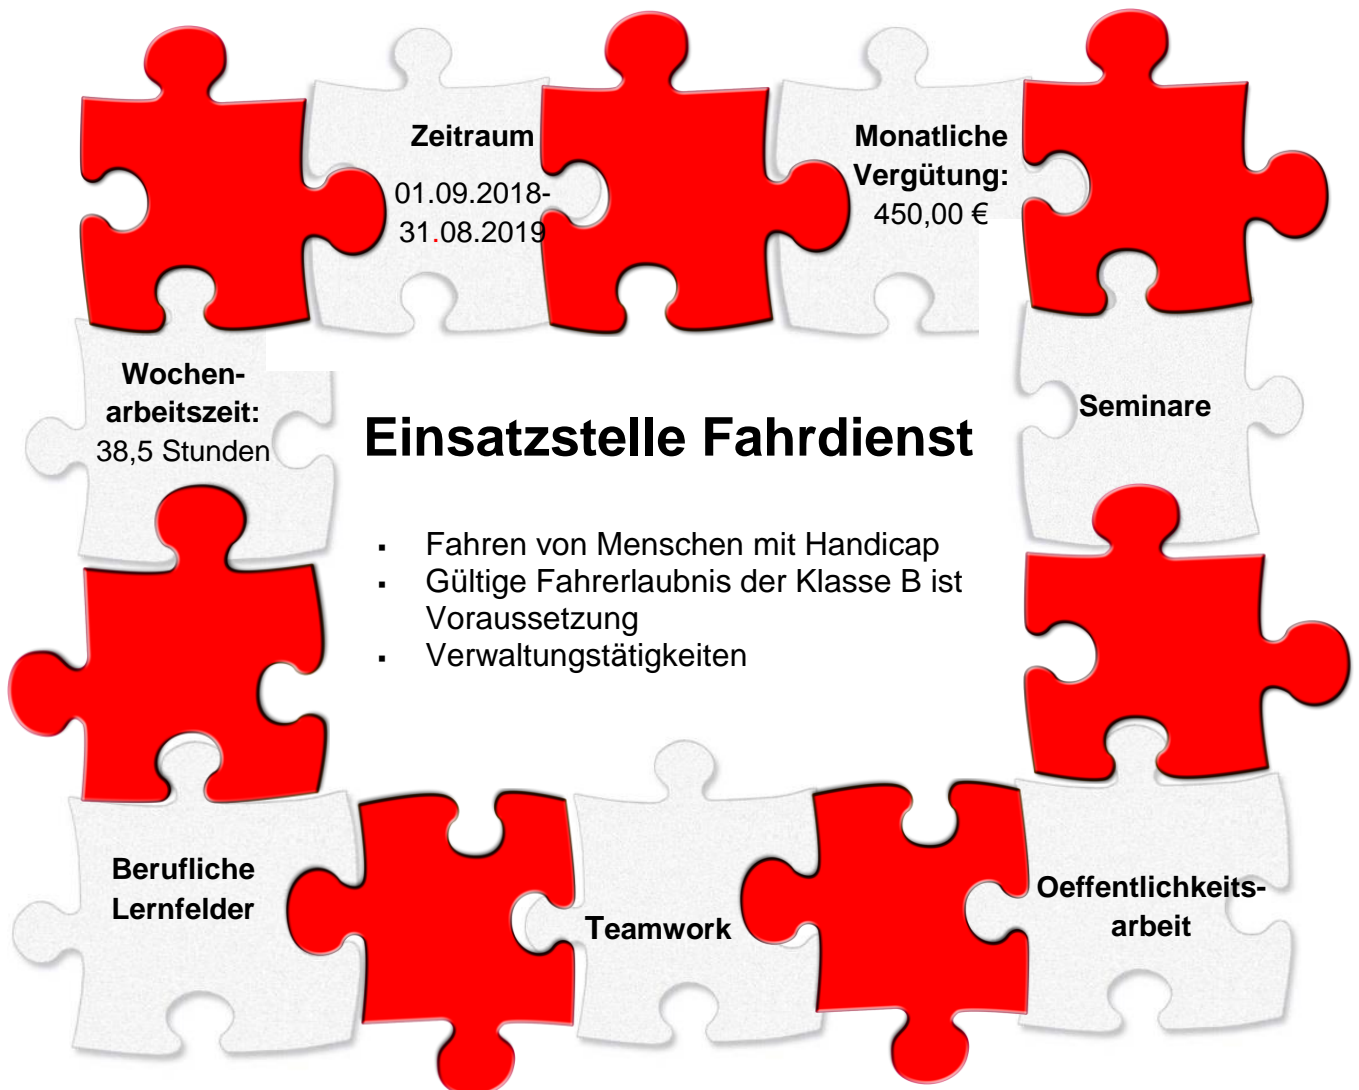 Zeitraum
01.09.2018-
31.08.2019
Monatliche
Vergütung:
450,00 €
Wochen-
arbeitszeit:
38,5 Stunden
Seminare
Einsatzstelle Fahrdienst
▪ Fahren von Menschen mit Handicap
▪ Gültige Fahrerlaubnis der Klasse B ist
Voraussetzung
▪ Verwaltungstätigkeiten
Berufliche
Lernfelder
Teamwork
Oeffentlichkeits-
arbeit